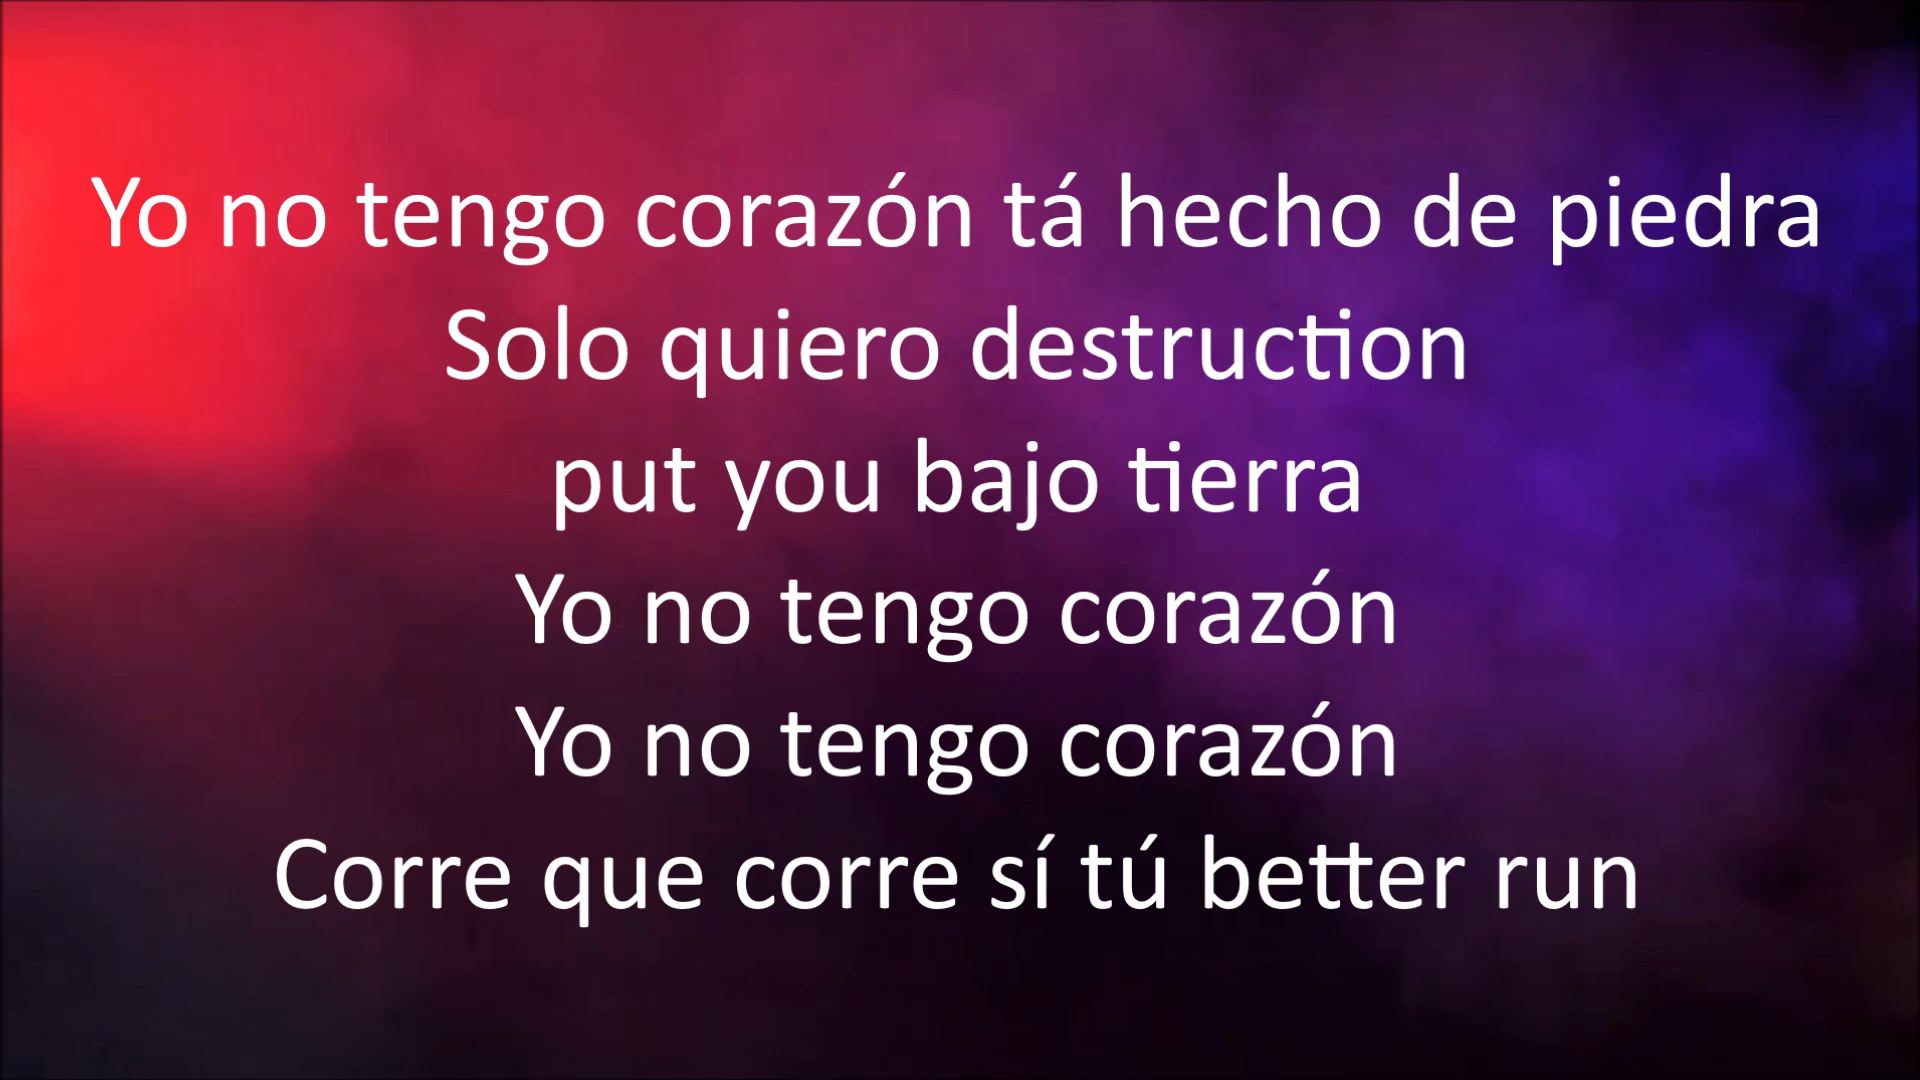 Yo no tengo corazón tá hecho de piedra
Solo quiero destruction
put you bajo tierra
Yo no tengo corazón
Yo no tengo corazón
Corre que corre sí tú better run